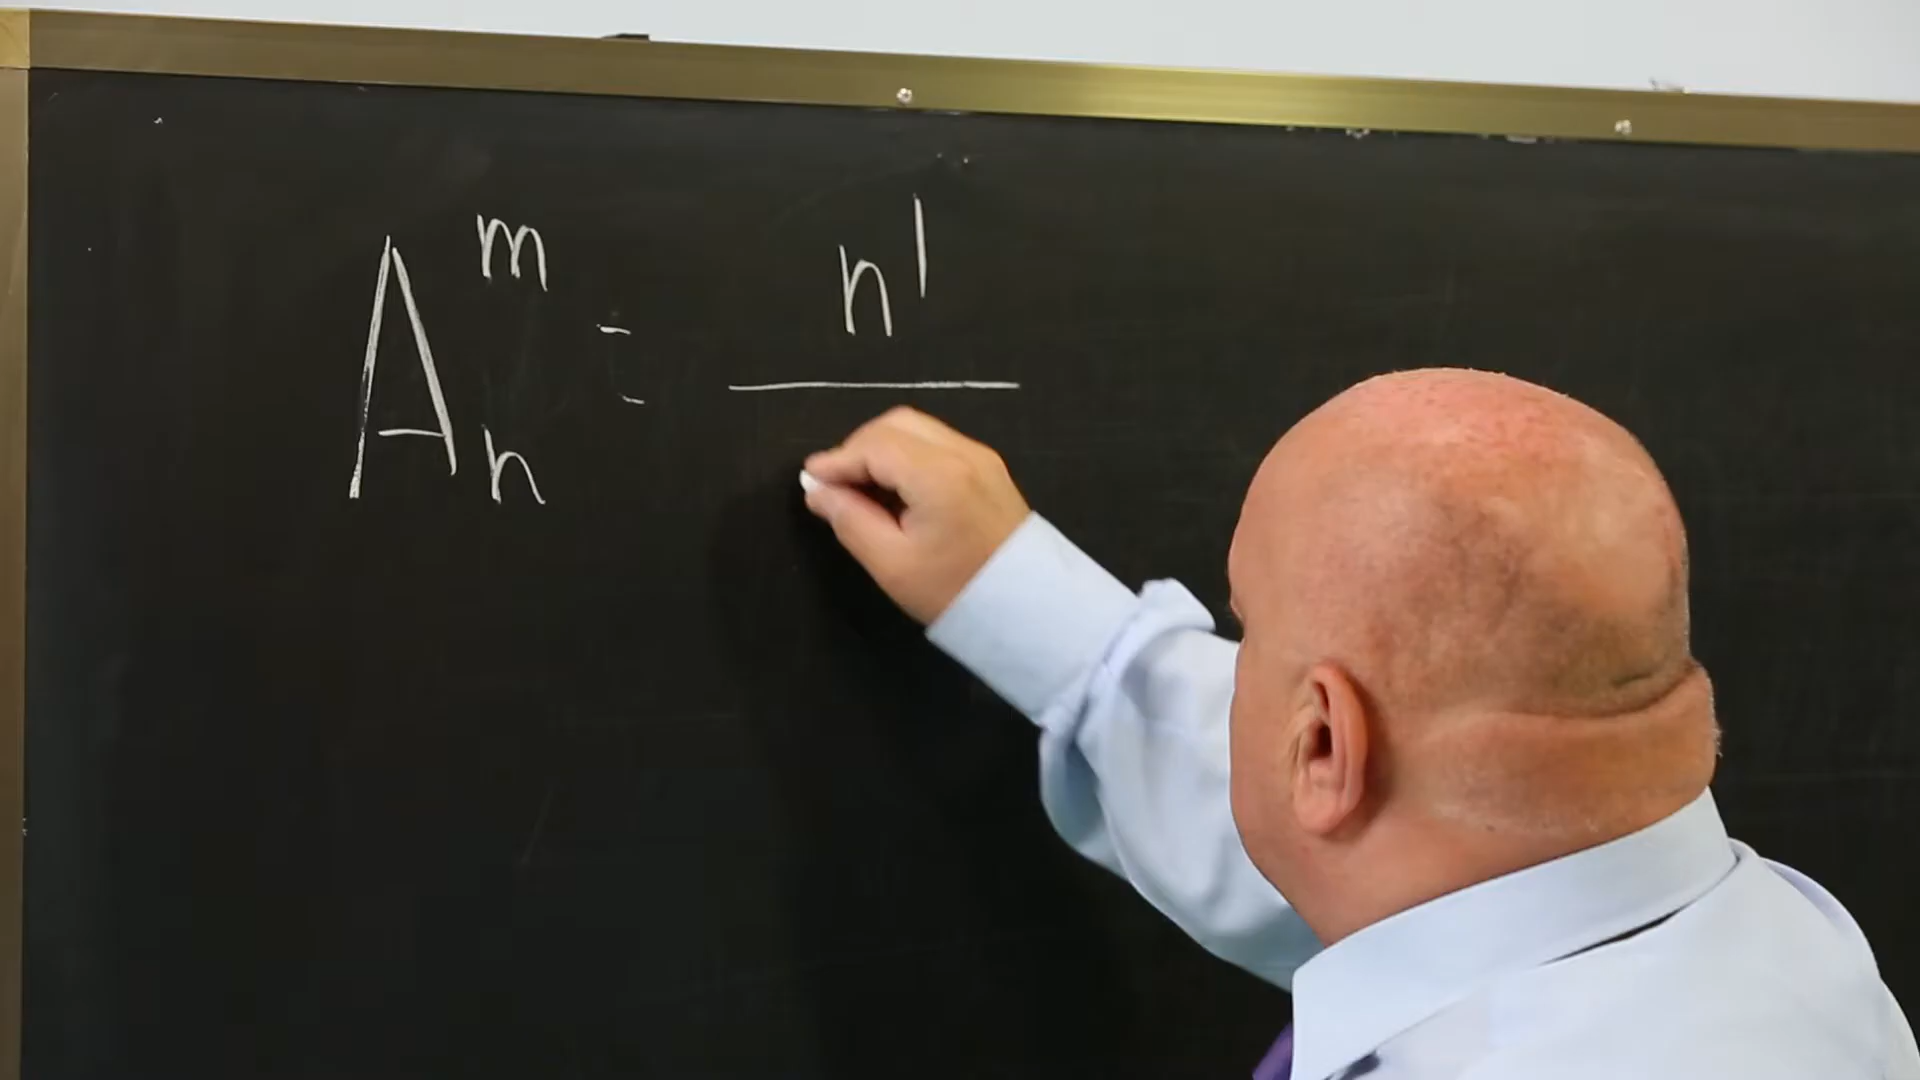 Aₙᵐ = n! /